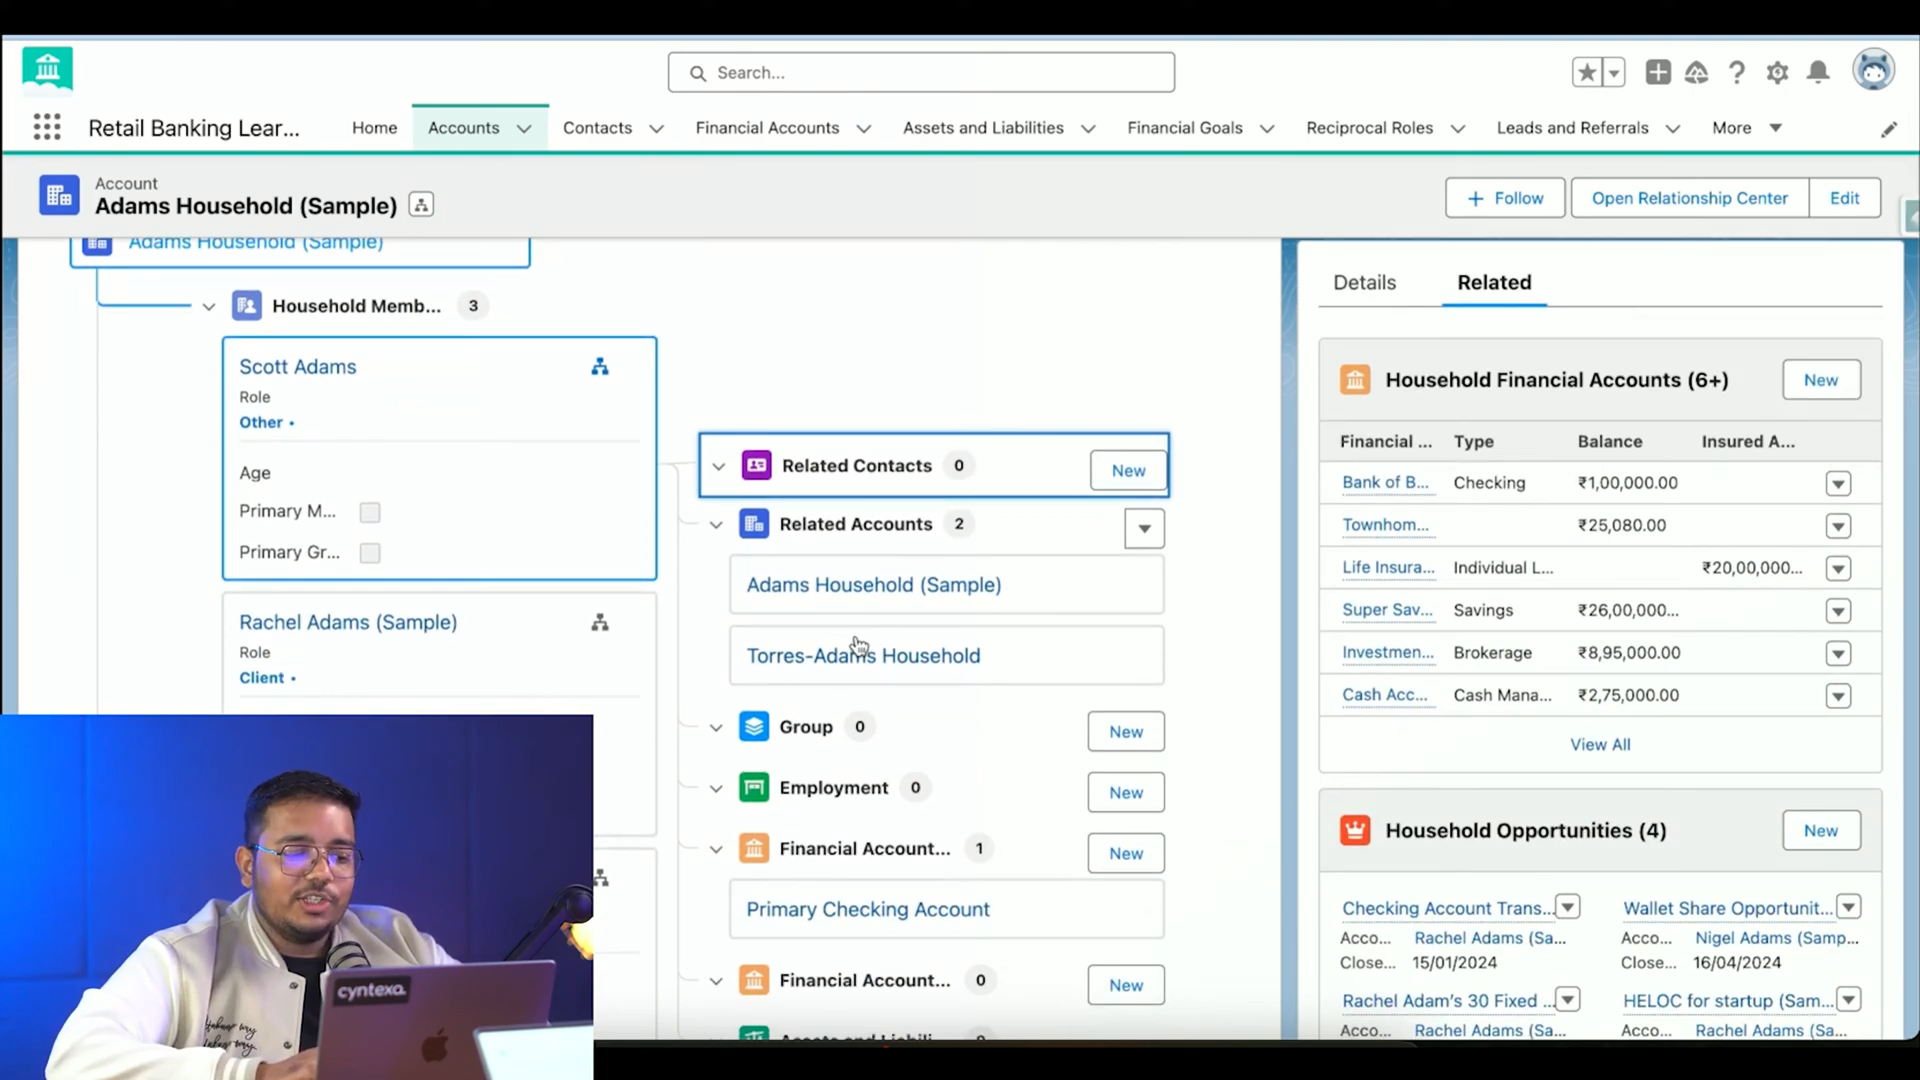 Search...
Retail Banking Lear...
Home
Accounts
Contacts
Financial Accounts
Assets and Liabilities
Financial Goals
Reciprocal Roles
Leads and Referrals
More
Account
Adams Household (Sample)
Follow
Open Relationship Center
Edit
Adams Household (Sample)
Household Memb... 3
Scott Adams
Role
Other •
Age
Primary M...
Primary Gr...
Rachel Adams (Sample)
Role
Client •
Related Contacts 0
New
Related Accounts 2
Adams Household (Sample)
Torres-Adams Household
Group 0
New
Employment 0
New
Financial Account... 1
New
Primary Checking Account
Financial Account... 0
New
Assets and Liabili... 0
Details
Related
Household Financial Accounts (6+)
New
Financial ... Type Balance Insured A...
Bank of B... Checking ₹1,00,000.00
Townhom... ₹25,080.00
Life Insura... Individual L... ₹20,00,000...
Super Sav... Savings ₹26,00,000...
Investmen... Brokerage ₹8,95,000.00
Cash Acc... Cash Mana... ₹2,75,000.00
View All
Household Opportunities (4)
New
Checking Account Trans...
Acco... Rachel Adams (Sa...
Close... 15/01/2024
Wallet Share Opportunit...
Acco... Nigel Adams (Samp...
Close... 16/04/2024
Rachel Adam's 30 Fixed ...
Acco... Rachel Adams (Sa...
HELOC for startup (Sam...
Acco... Rachel Adams (Sa...
cyntexa.